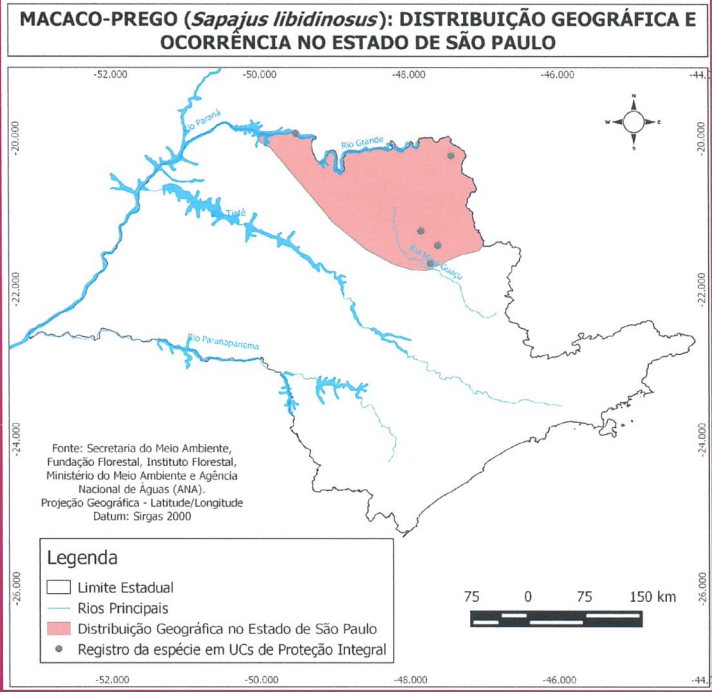 MACACO-PREGO (Sapajus libidinosus): DISTRIBUIÇÃO GEOGRÁFICA E
OCORRÊNCIA NO ESTADO DE SÃO PAULO
-52.000 -50.000 -48.000 -46.000 -44.
-20.000 -20.000
N
W E
S
Rio Paraná
Rio Grande
Tietê
Guaçu
-22.000 -22.000
Rio Paranapanema
-24.000 -24.000
Fonte: Secretaria do Meio Ambiente,
Fundação Florestal, Instituto Florestal,
Ministério do Meio Ambiente e Agência
Nacional de Águas (ANA).
Projeção Geográfica - Latitude/Longitude
Datum: Sirgas 2000
Legenda
Limite Estadual
Rios Principais
Distribuição Geográfica no Estado de São Paulo
Registro da espécie em UCs de Proteção Integral
75 0 75 150 km
-26.000 -26.000
-52.000 -50.000 -48.000 -46.000 -44.